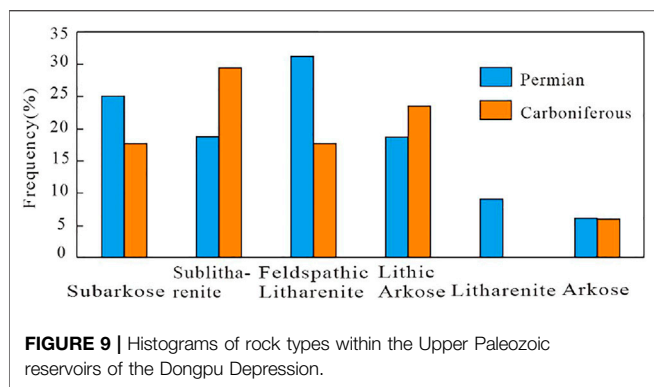 35
30
25
20
15
10
5
0
Frequency(%)
Permian
Carboniferous
Subarkose
Sublitha-
renite
Feldspathic
Litharenite
Lithic
Arkose
Litharenite
Arkose
FIGURE 9 | Histograms of rock types within the Upper Paleozoic
reservoirs of the Dongpu Depression.